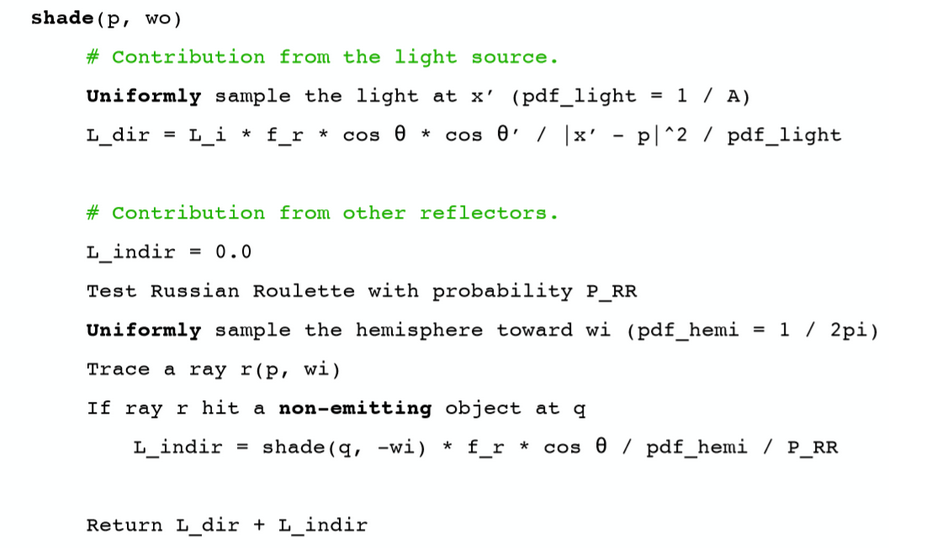 shade(p, wo)
# Contribution from the light source.
Uniformly sample the light at x′ (pdf_light = 1 / A)
L_dir = L_i * f_r * cos θ * cos θ′ / |x′ - p|^2 / pdf_light
# Contribution from other reflectors.
L_indir = 0.0
Test Russian Roulette with probability P_RR
Uniformly sample the hemisphere toward wi (pdf_hemi = 1 / 2pi)
Trace a ray r(p, wi)
If ray r hit a non-emitting object at q
L_indir = shade(q, -wi) * f_r * cos θ / pdf_hemi / P_RR
Return L_dir + L_indir